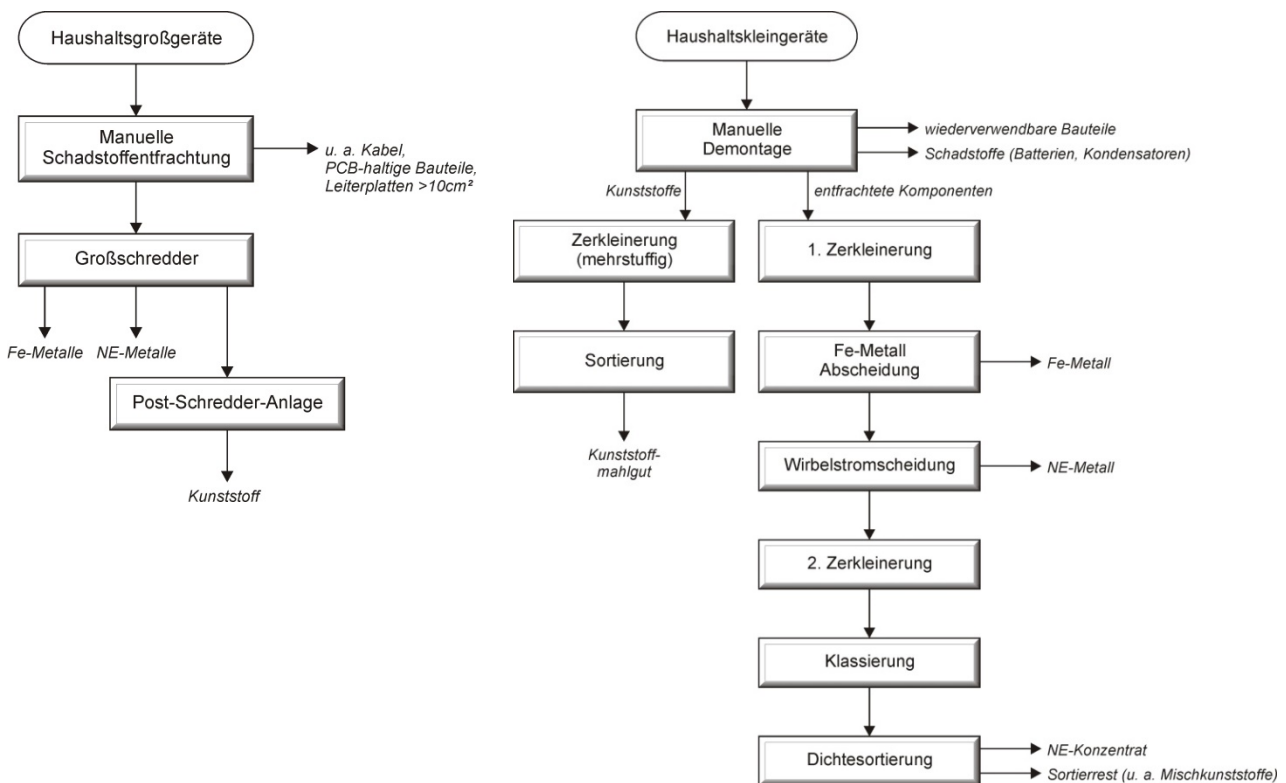 Haushaltsgroßgeräte
Manuelle
Schadstoffentfrachtung
u. a. Kabel,
PCB-haltige Bauteile,
Leiterplatten >10cm²
Großschredder
Fe-Metalle
NE-Metalle
Post-Schredder-Anlage
Kunststoff
Haushaltskleingeräte
Manuelle
Demontage
wiederverwendbare Bauteile
Schadstoffe (Batterien, Kondensatoren)
Kunststoffe
entfrachtete Komponenten
Zerkleinerung
(mehrstuffig)
Sortierung
Kunststoff-
mahlgut
1. Zerkleinerung
Fe-Metall
Abscheidung
Fe-Metall
Wirbelstromscheidung
NE-Metall
2. Zerkleinerung
Klassierung
Dichtesortierung
NE-Konzentrat
Sortierrest (u. a. Mischkunststoffe)